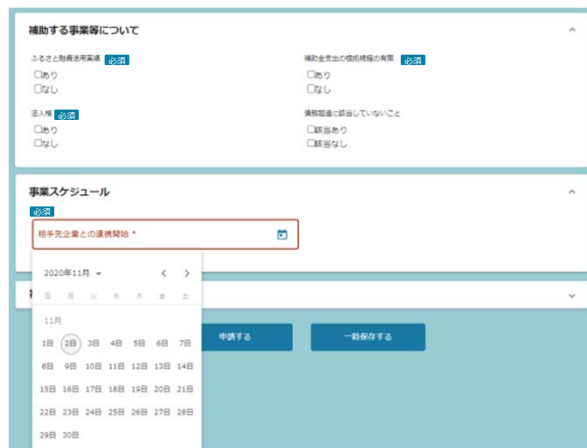 補助する事業等について
ふるさと融資活用実績 必須
□あり
□なし
補助金支出の根拠規程の有無 必須
□あり
□なし
法人格 必須
□あり
□なし
債務超過に該当していないこと
□該当あり
□該当なし
事業スケジュール
必須
相手先企業との連携開始 *
2020年11月
日 月 火 水 木 金 土
11月
1日 2日 3日 4日 5日 6日 7日
8日 9日 10日 11日 12日 13日 14日
15日 16日 17日 18日 19日 20日 21日
22日 23日 24日 25日 26日 27日 28日
29日 30日
申請する
一時保存する